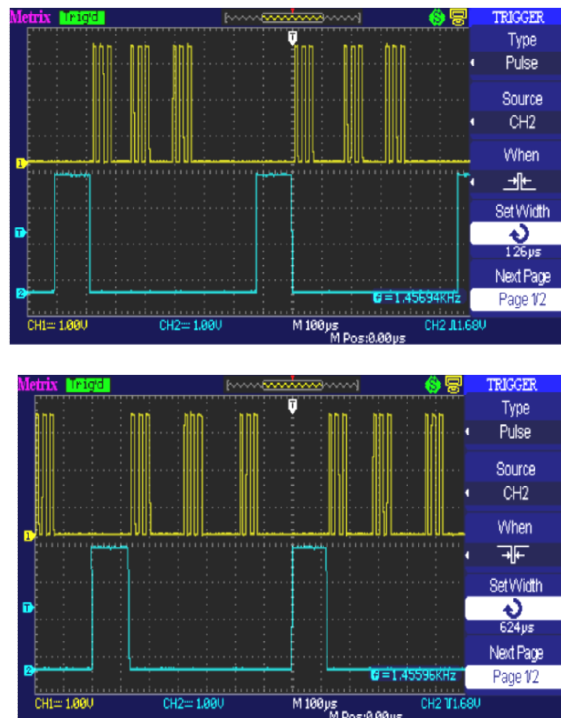 Metrix Trig'd
TRIGGER
Type
Pulse
Source
CH2
When
Set Width
126µs
Next Page
Page 1/2
T
1
T
2
F =1.45694KHz
CH1 1.00V CH2 1.00V M 100µs CH2 1.68V
M Pos:0.00µs
Metrix Trig'd
TRIGGER
Type
Pulse
Source
CH2
When
Set Width
624µs
Next Page
Page 1/2
T
1
T
2
=1.45596KHz
CH1 1.00V CH2 1.00V M 100µs CH2 1.68V
M Pos:0.00µs